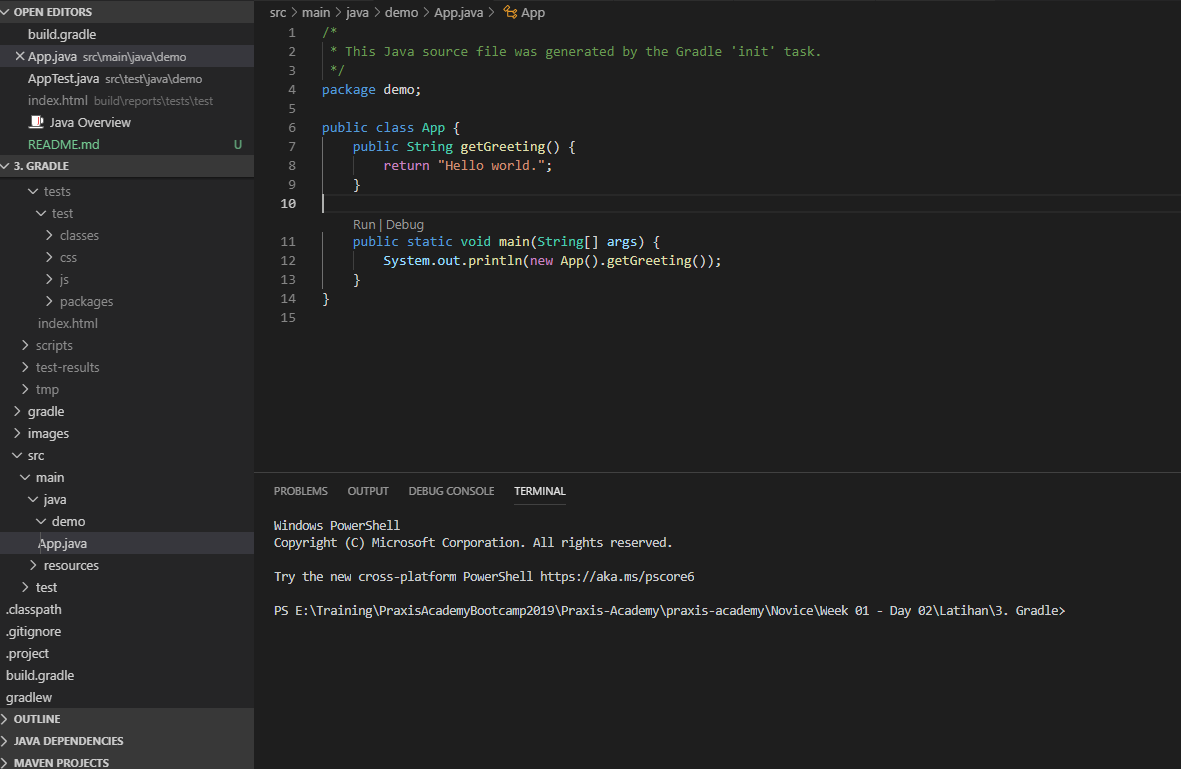 OPEN EDITORS
build.gradle
App.java src\main\java\demo
AppTest.java src\test\java\demo
index.html build\reports\tests\test
Java Overview
README.md U
3. GRADLE
tests
test
classes
css
js
packages
index.html
scripts
test-results
tmp
gradle
images
src
main
java
demo
App.java
resources
test
.classpath
.gitignore
.project
build.gradle
gradlew
OUTLINE
JAVA DEPENDENCIES
MAVEN PROJECTS
src > main > java > demo > App.java > App
1 /*
2 * This Java source file was generated by the Gradle 'init' task.
3 */
4 package demo;
5
6 public class App {
7 public String getGreeting() {
8 return "Hello world.";
9 }
10
Run | Debug
11 public static void main(String[] args) {
12 System.out.println(new App().getGreeting());
13 }
14 }
15
PROBLEMS OUTPUT DEBUG CONSOLE TERMINAL
Windows PowerShell
Copyright (C) Microsoft Corporation. All rights reserved.
Try the new cross-platform PowerShell https://aka.ms/pscore6
PS E:\Training\PraxisAcademyBootcamp2019\Praxis-Academy\praxis-academy\Novice\Week 01 - Day 02\Latihan\3. Gradle>